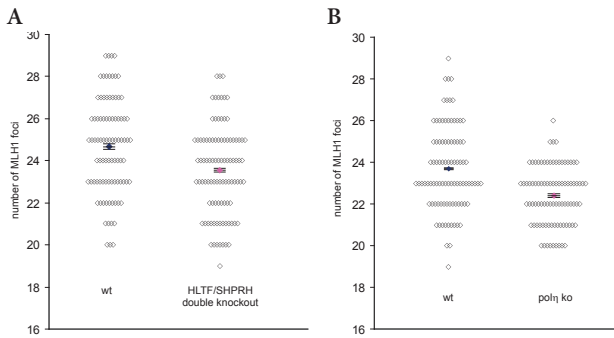 A
number of MLH1 foci
30
28
26
24
22
20
18
16
wt
HLTF/SHPRH
double knockout
B
number of MLH1 foci
30
28
26
24
22
20
18
16
wt
polη ko